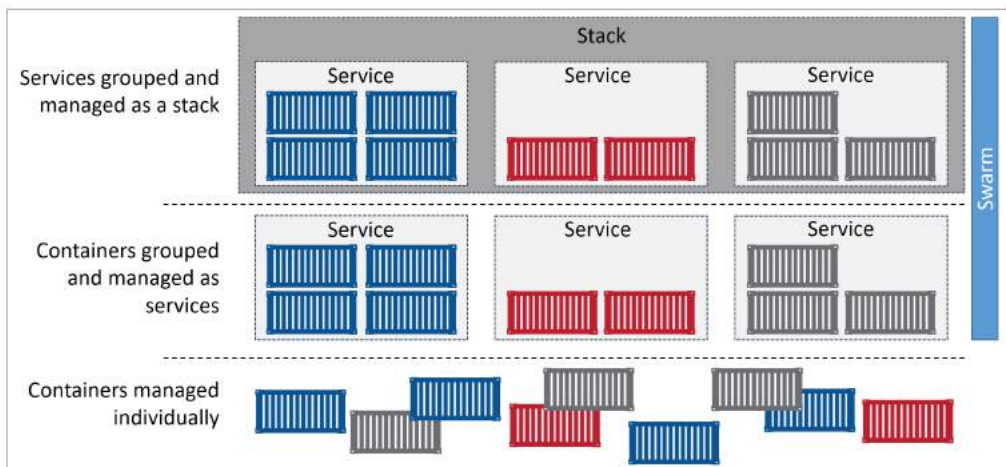 Stack
Services grouped and
managed as a stack
Service
Service
Service
Swarm
Containers grouped
and managed as
services
Service
Service
Service
Containers managed
individually